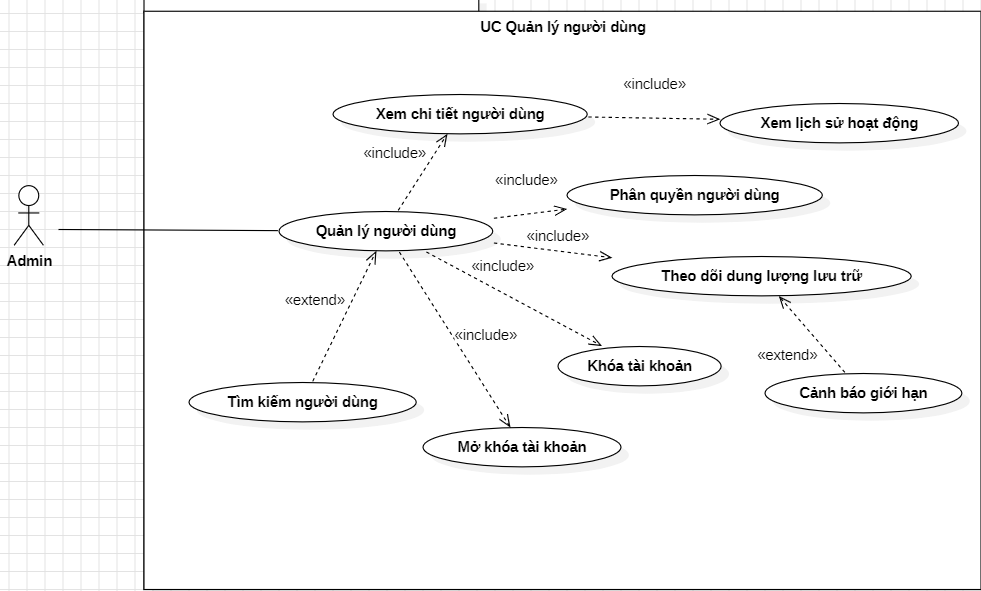 UC Quản lý người dùng
«include»
Xem chi tiết người dùng
Xem lịch sử hoạt động
«include»
«include»
Phân quyền người dùng
Quản lý người dùng
«include»
Admin
«include»
Theo dõi dung lượng lưu trữ
«extend»
«include»
«extend»
Khóa tài khoản
Cảnh báo giới hạn
Tìm kiếm người dùng
Mở khóa tài khoản